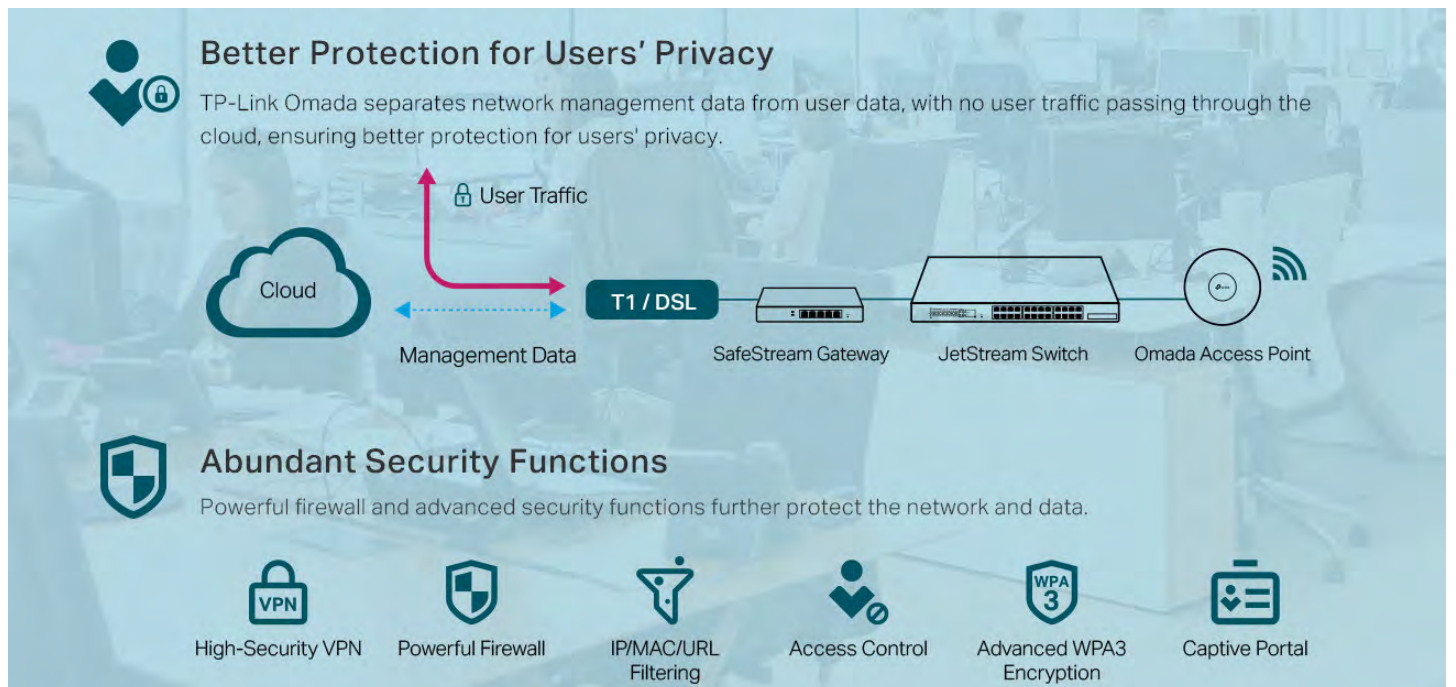 Better Protection for Users' Privacy
TP-Link Omada separates network management data from user data, with no user traffic passing through the
cloud, ensuring better protection for users' privacy.
User Traffic
Cloud
T1 / DSL
Management Data
SafeStream Gateway
JetStream Switch
Omada Access Point
Abundant Security Functions
Powerful firewall and advanced security functions further protect the network and data.
VPN
WPA
3
High-Security VPN
Powerful Firewall
IP/MAC/URL
Filtering
Access Control
Advanced WPA3
Encryption
Captive Portal